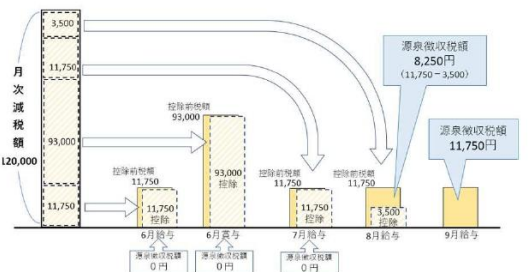 3,500
11,750
月次減税額
120,000
93,000
11,750
控除前税額
11,750
11,750
控除
6月給与
源泉徴収税額
0円
控除前税額
93,000
93,000
控除
6月賞与
源泉徴収税額
0円
控除前税額
11,750
11,750
控除
7月給与
源泉徴収税額
0円
控除前税額
11,750
3,500
控除
8月給与
源泉徴収税額
8,250円
(11,750－3,500)
源泉徴収税額
11,750円
9月給与